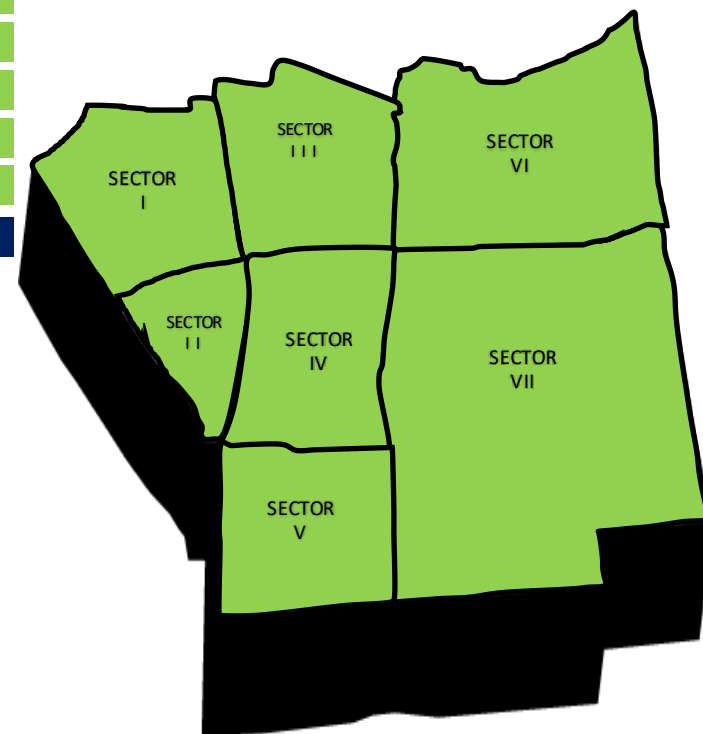 SECTOR
I
SECTOR
I I
SECTOR
I I I
SECTOR
IV
SECTOR
V
SECTOR
VI
SECTOR
VII